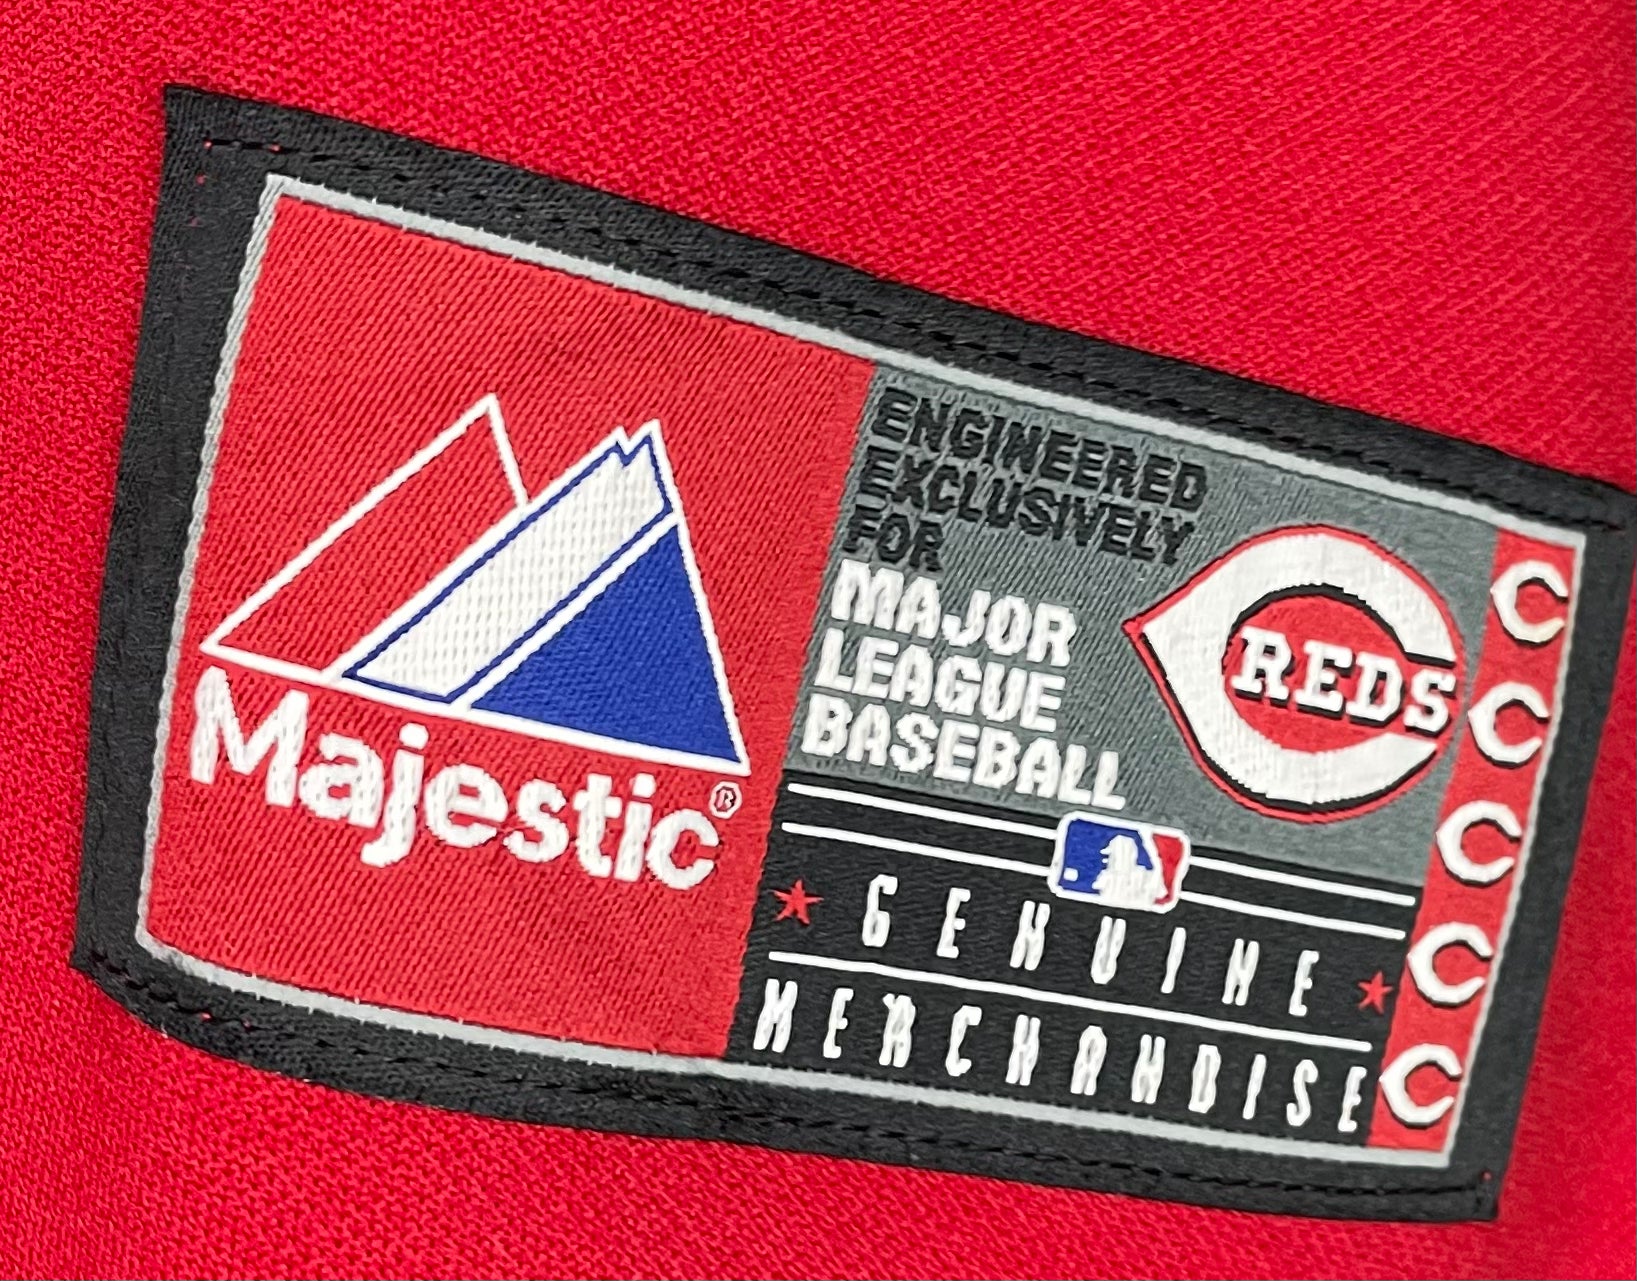 Majestic®
ENGINEERED
EXCLUSIVELY
FOR
MAJOR
LEAGUE
BASEBALL
REDS
GENUINE
MERCHANDISE
C
C
C
C
C